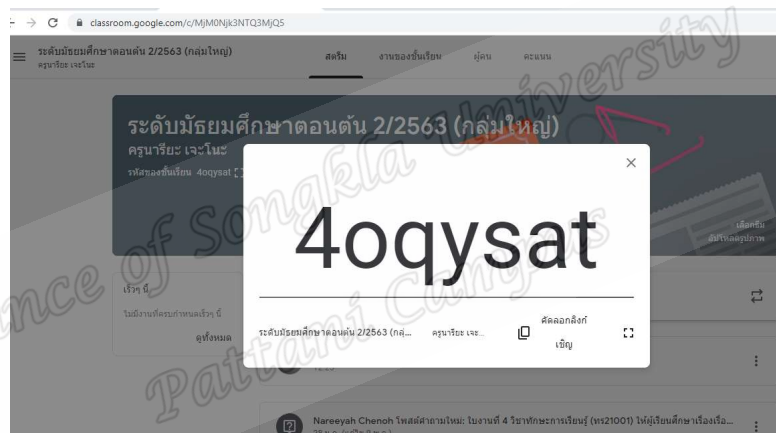 classroom.google.com/c/MjM0Njk3NTQ3MjQ5
ระดับมัธยมศึกษาตอนต้น 2/2563 (กลุ่มใหญ่)
ครูนารียะ เจะโนะ
สตรีม งานของชั้นเรียน ผู้คน คะแนน
ระดับมัธยมศึกษาตอนต้น 2/2563 (กลุ่มใหญ่)
ครูนารียะ เจะโนะ
รหัสของชั้นเรียน 4oqysat
4oqysat
เลือกธีม
อัปโหลดรูปภาพ
เร็วๆ นี้
ไม่มีงานที่ครบกำหนดเร็วๆ นี้
ดูทั้งหมด
ระดับมัธยมศึกษาตอนต้น 2/2563 (กลุ่...
ครูนารียะ เจะ...
คัดลอกลิงก์
เชิญ
Nareeyah Chenoh โพสต์คำถามใหม่: ใบงานที่ 4 วิชาทักษะการเรียนรู้ (ทร21001) ให้ผู้เรียนศึกษาเรื่องเรื่อ...
Prince of Songkla University
Pattani Campus